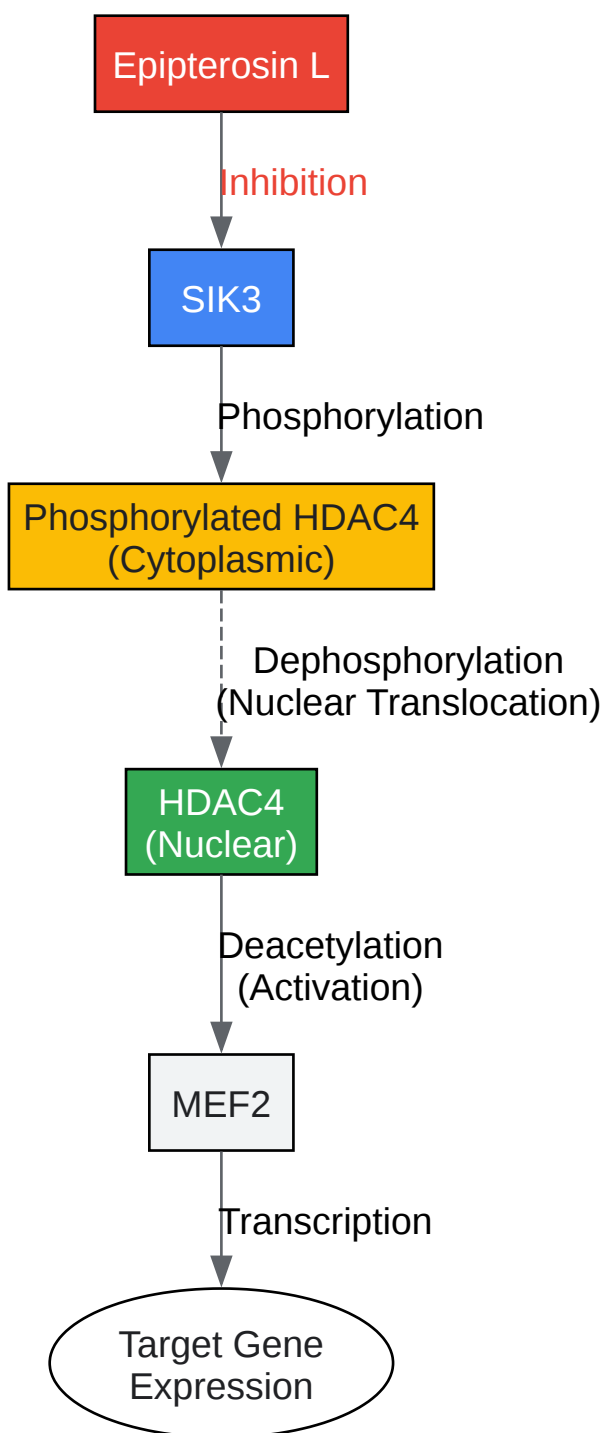 Epipterosin L
Inhibition
SIK3
Phosphorylation
Phosphorylated HDAC4
(Cytoplasmic)
Dephosphorylation
(Nuclear Translocation)
HDAC4
(Nuclear)
Deacetylation
(Activation)
MEF2
Transcription
Target Gene
Expression